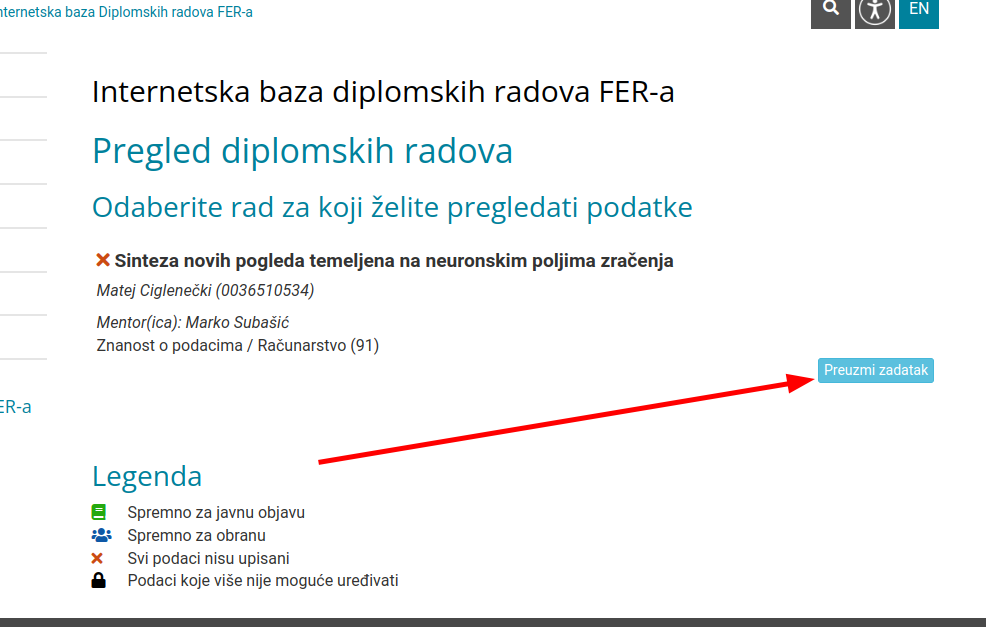 nternetska baza Diplomskih radova FER-a
EN
Internetska baza diplomskih radova FER-a
Pregled diplomskih radova
Odaberite rad za koji želite pregledati podatke
Sinteza novih pogleda temeljena na neuronskim poljima zračenja
Matej Ciglenečki (0036510534)
Mentor(ica): Marko Subašić
Znanost o podacima / Računarstvo (91)
Preuzmi zadatak
ER-a
Legenda
Spremno za javnu objavu
Spremno za obranu
Svi podaci nisu upisani
Podaci koje više nije moguće uređivati